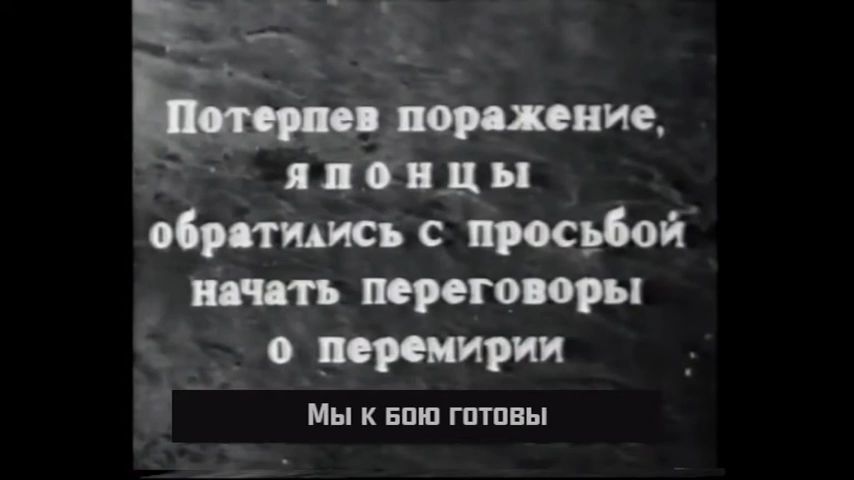 Потерпев поражение,
японцы
обратились с просьбой
начать переговоры
о перемирии
Мы к бою готовы